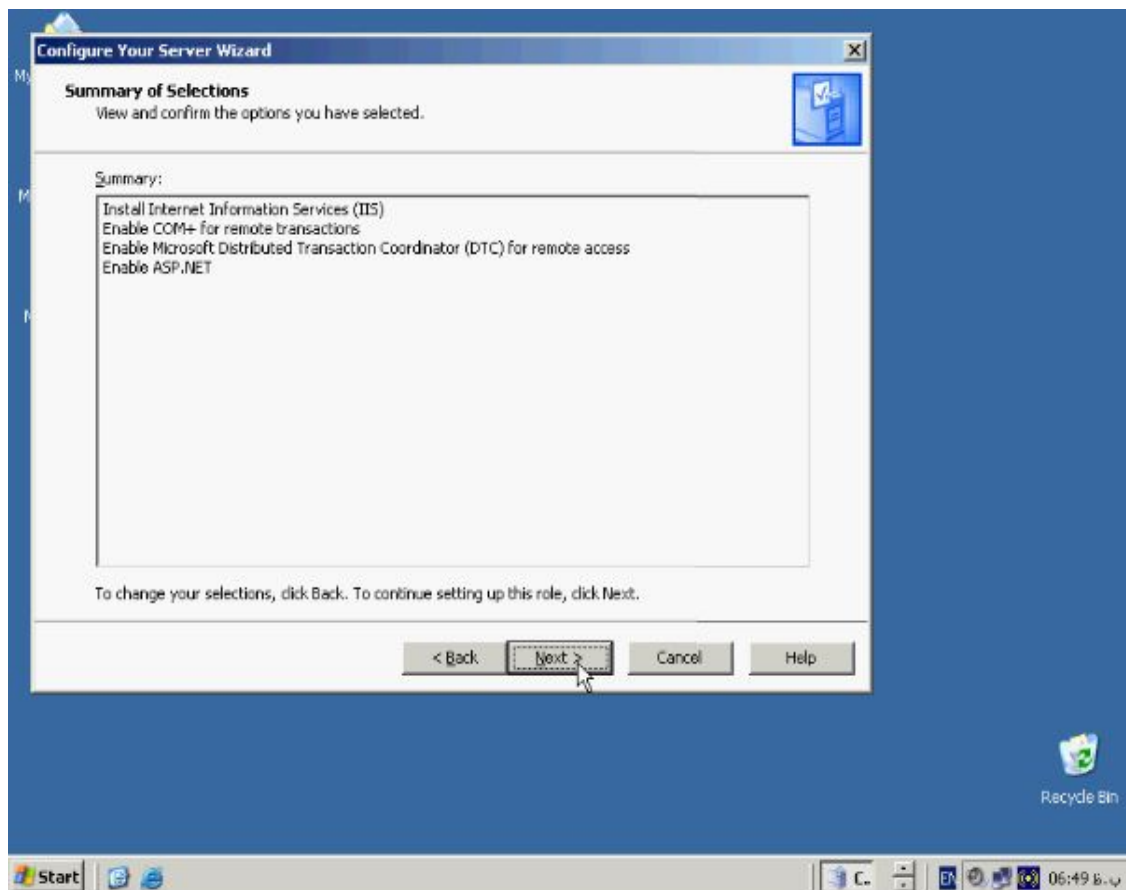 Configure Your Server Wizard
Summary of Selections
View and confirm the options you have selected.
Summary:
Install Internet Information Services (IIS)
Enable COM+ for remote transactions
Enable Microsoft Distributed Transaction Coordinator (DTC) for remote access
Enable ASP.NET
To change your selections, click Back. To continue setting up this role, click Next.
< Back
Next >
Cancel
Help
My
M
Recycle Bin
Start
C..
EN
06:49 ب.ظ